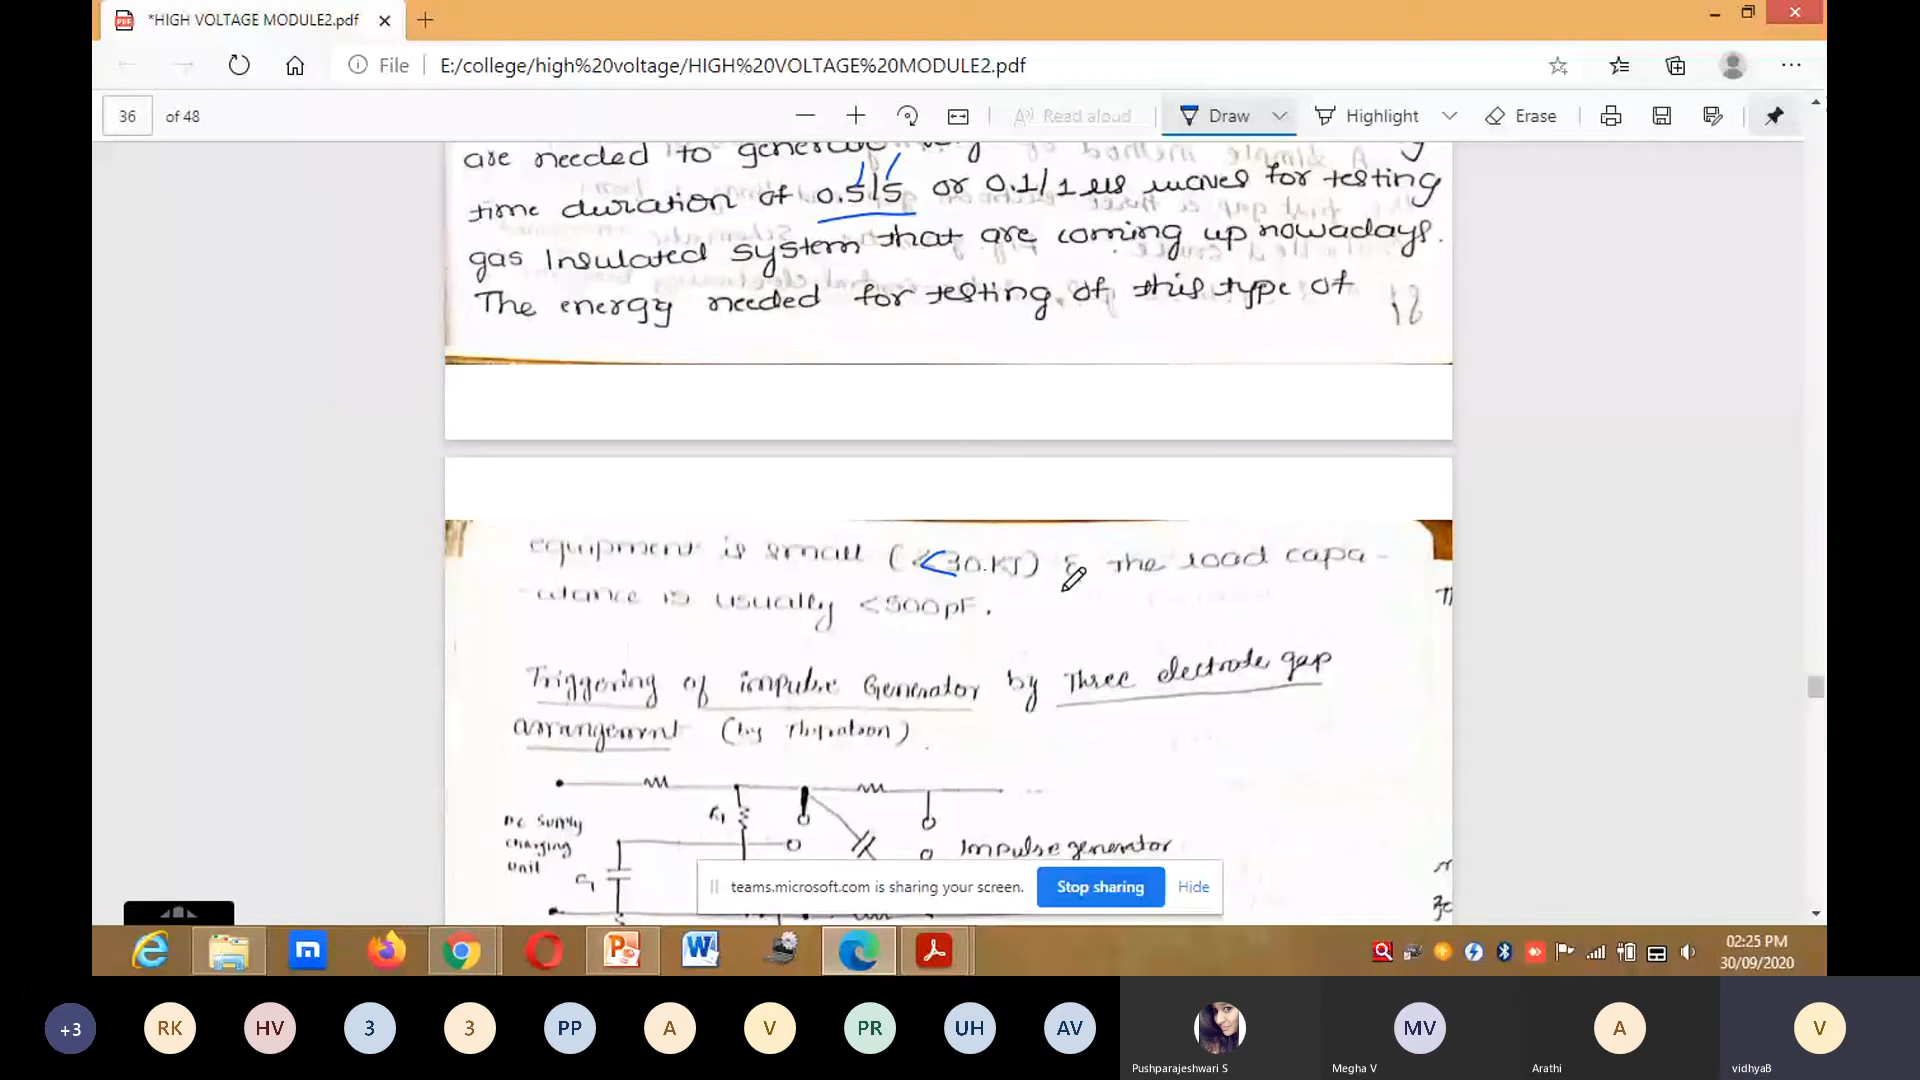 *HIGH VOLTAGE MODULE2.pdf
File E:/college/high%20voltage/HIGH%20VOLTAGE%20MODULE2.pdf
36 of 48
Read aloud Draw Highlight Erase
are needed to
time duration of 0.5/5 or 0.1/1 μs waves for testing
gas Insulated system that are coming up nowadays.
The energy needed for testing of this type of
equipment is small (<30.KJ) & the load capa-
-citance is usually <500pF.
Triggering of impulse Generator by Three electrode gap
arrangement (by Thyratron)
R1
DC supply
charging
unit
C1
Impulse generator
teams.microsoft.com is sharing your screen. Stop sharing Hide
02:25 PM
30/09/2020
+3 RK HV 3 3 PP A V PR UH AV MV A V
Pushparajeshwari S Megha V Arathi vidhyaB